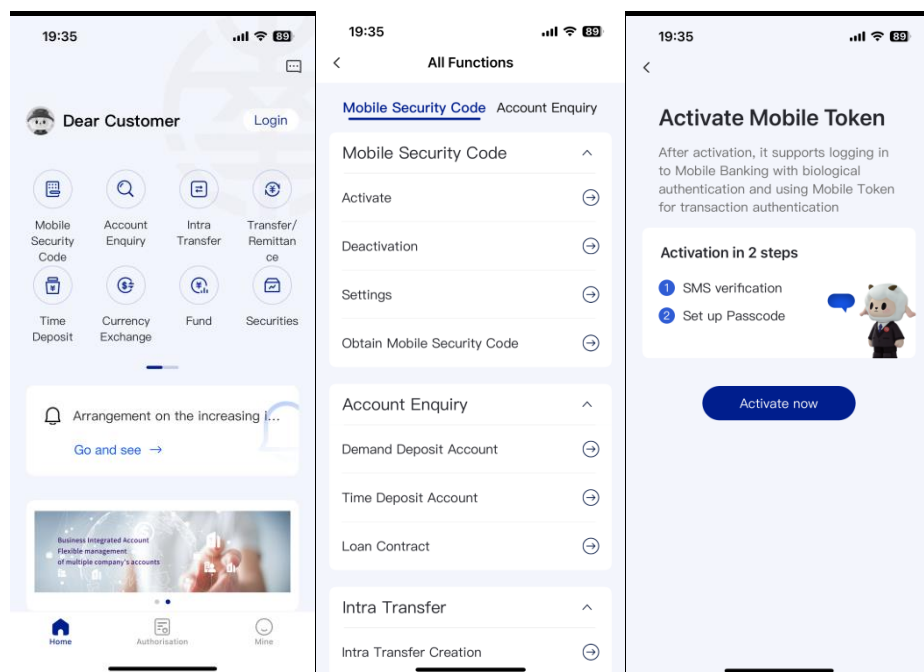 19:35
89
Dear Customer
Login
Mobile
Security
Code
Account
Enquiry
Intra
Transfer
Transfer/
Remittan
ce
Time
Deposit
Currency
Exchange
Fund
Securities
Arrangement on the increasing i...
Go and see →
Business Integrated Account
Flexible management
of multiple company's accounts
Home
Authorisation
Mine
19:35
89
All Functions
Mobile Security Code
Account Enquiry
Mobile Security Code
Activate
Deactivation
Settings
Obtain Mobile Security Code
Account Enquiry
Demand Deposit Account
Time Deposit Account
Loan Contract
Intra Transfer
Intra Transfer Creation
19:35
89
Activate Mobile Token
After activation, it supports logging in
to Mobile Banking with biological
authentication and using Mobile Token
for transaction authentication
Activation in 2 steps
1 SMS verification
2 Set up Passcode
Activate now